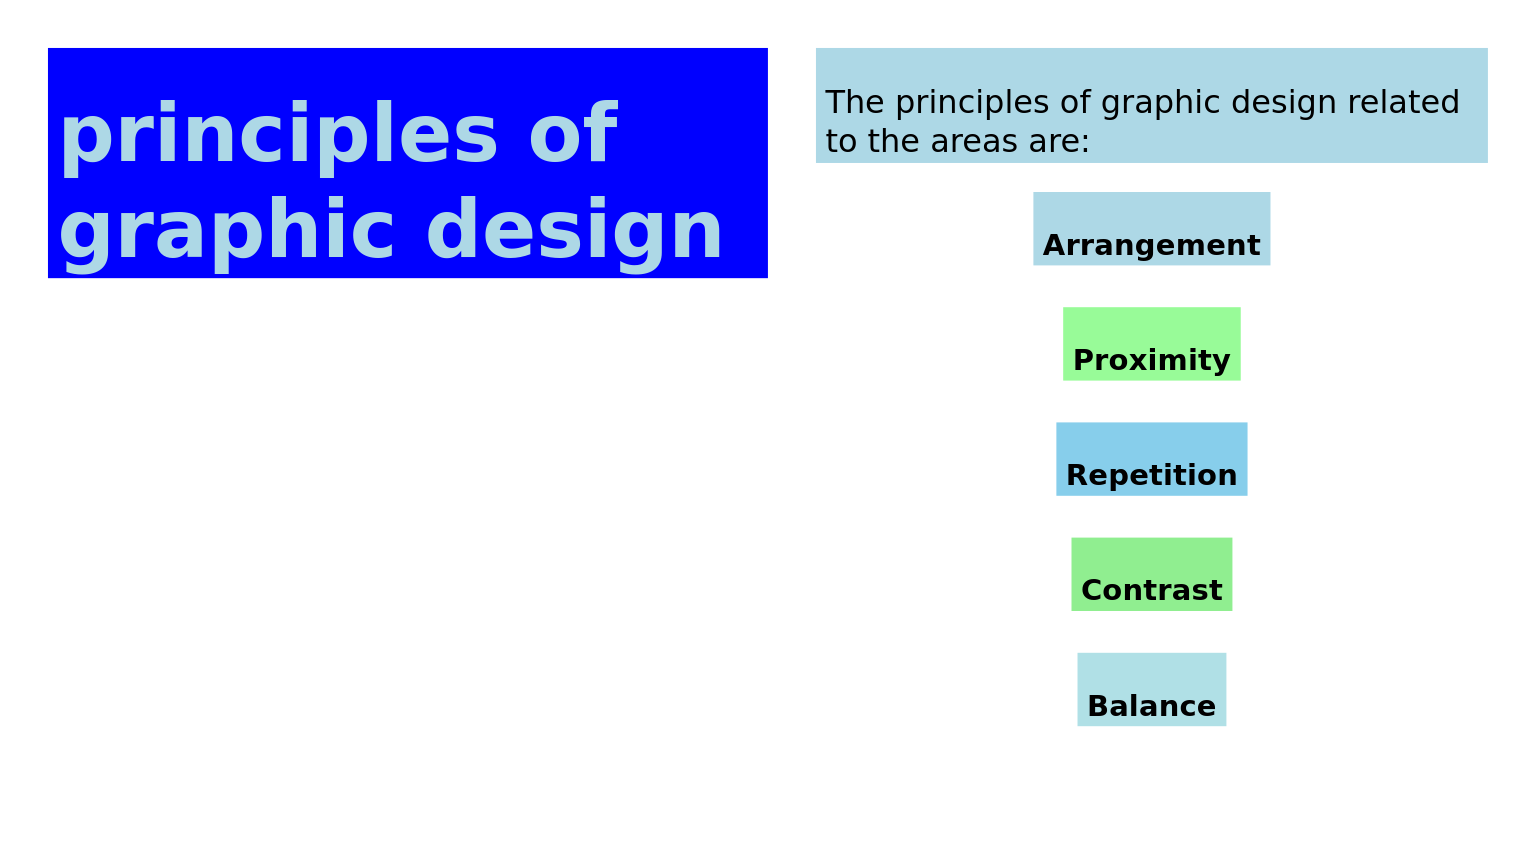 principles of
graphic design
The principles of graphic design related
to the areas are:
Arrangement
Proximity
Repetition
Contrast
Balance